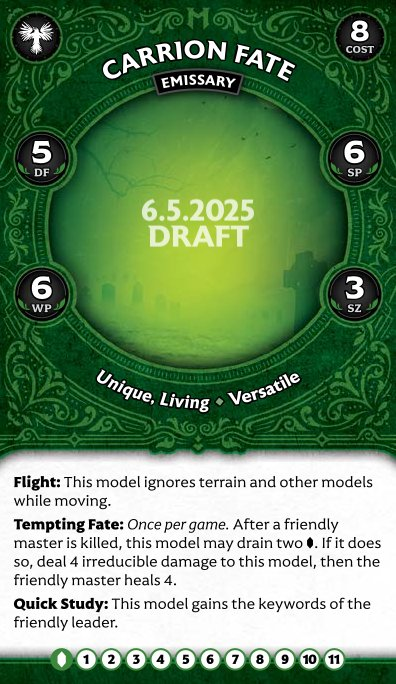 M
8
COST
CARRION FATE
EMISSARY
5
DF
6
SP
6.5.2025
DRAFT
6
WP
3
SZ
Unique, Living ◆ Versatile
Flight: This model ignores terrain and other models
while moving.
Tempting Fate: Once per game. After a friendly
master is killed, this model may drain two ⬮. If it does
so, deal 4 irreducible damage to this model, then the
friendly master heals 4.
Quick Study: This model gains the keywords of the
friendly leader.
1 2 3 4 5 6 7 8 9 10 11